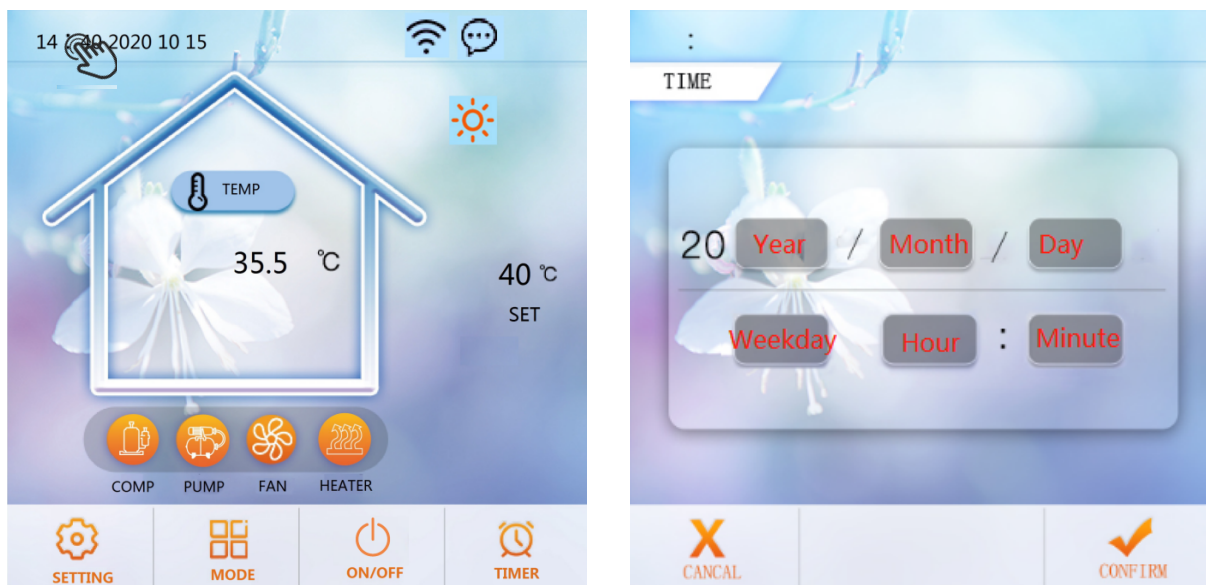 14 : 40 2020 10 15
TEMP
35.5 ℃
40 ℃
SET
COMP PUMP FAN HEATER
SETTING MODE ON/OFF TIMER
:
TIME
20 Year / Month / Day
Weekday Hour : Minute
CANCAL CONFIRM